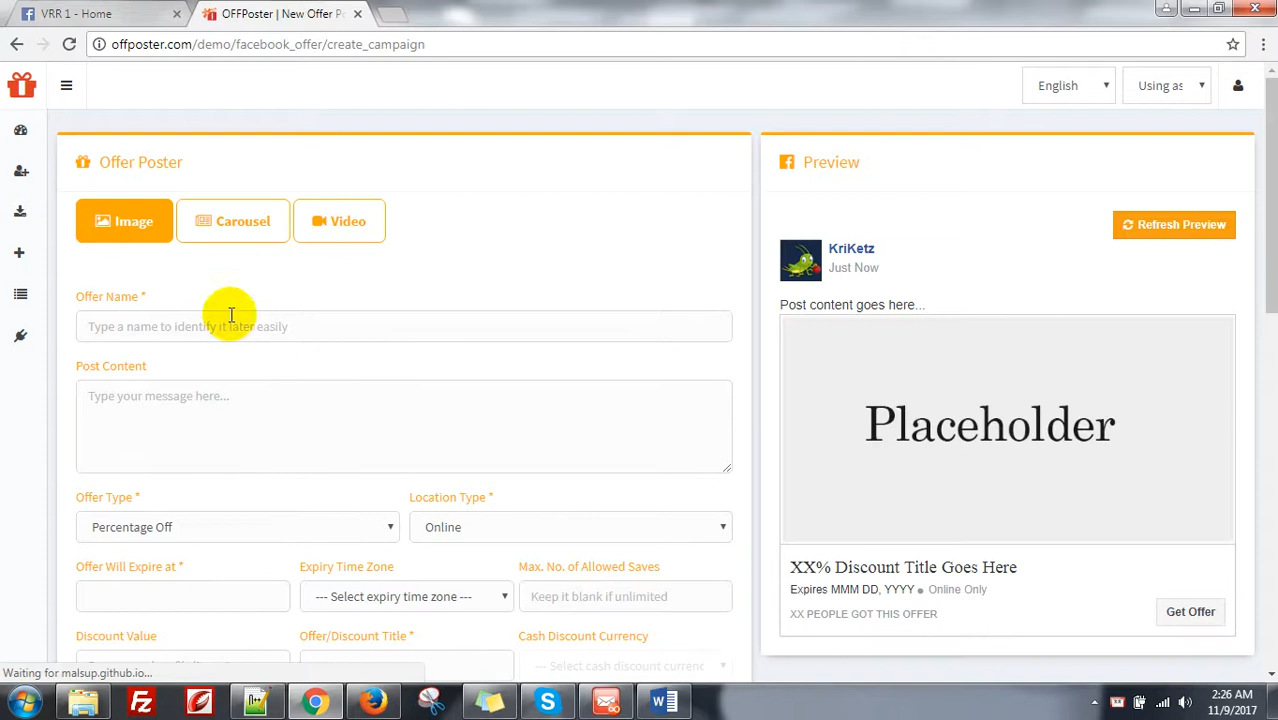 VRR 1 - Home
OFFPoster | New Offer P
offposter.com/demo/facebook_offer/create_campaign
English
Using as
Offer Poster
Image
Carousel
Video
Offer Name *
Type a name to identify it later easily
Post Content
Type your message here...
Offer Type *
Location Type *
Percentage Off
Online
Offer Will Expire at *
Expiry Time Zone
Max. No. of Allowed Saves
--- Select expiry time zone ---
Keep it blank if unlimited
Discount Value
Offer/Discount Title *
Cash Discount Currency
--- Select cash discount currenc
Preview
Refresh Preview
KriKetz
Just Now
Post content goes here...
Placeholder
XX% Discount Title Goes Here
Expires MMM DD, YYYY • Online Only
XX PEOPLE GOT THIS OFFER
Get Offer
Waiting for malsup.github.io...
2:26 AM
11/9/2017